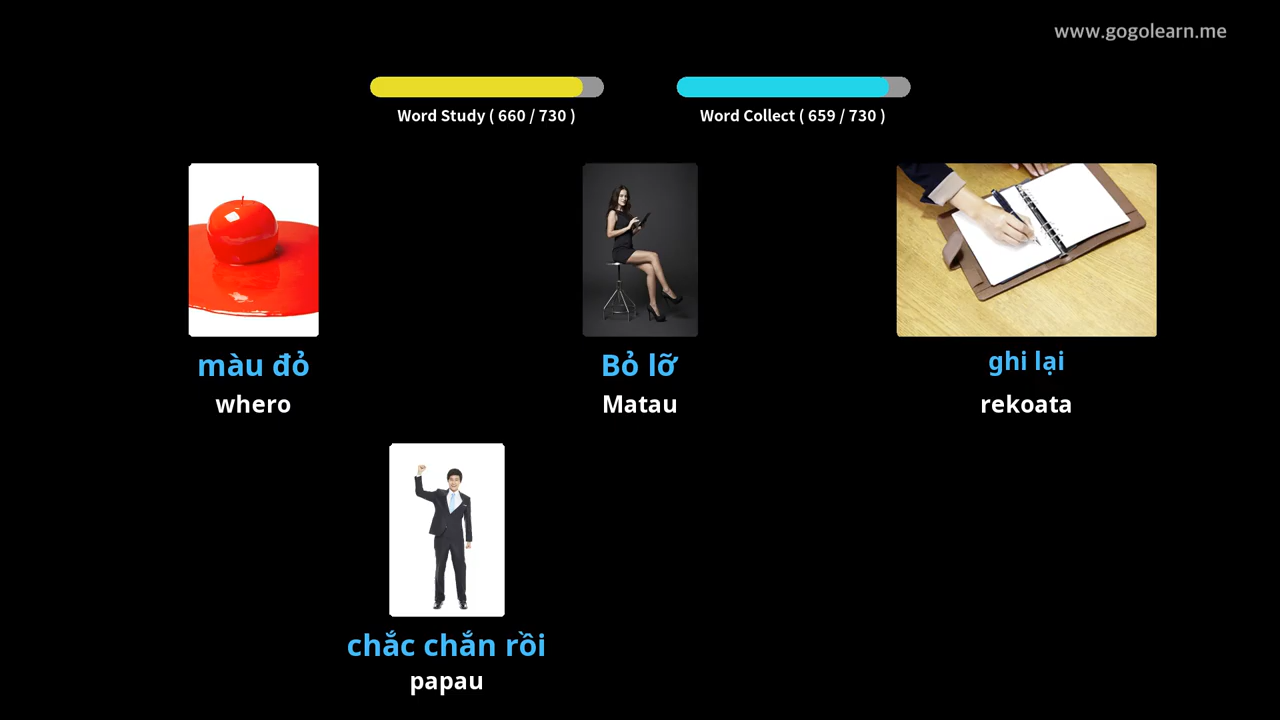 www.gogolearn.me
Word Study ( 660 / 730 )
Word Collect ( 659 / 730 )
màu đỏ
whero
Bỏ lỡ
Matau
ghi lại
rekoata
chắc chắn rồi
papau